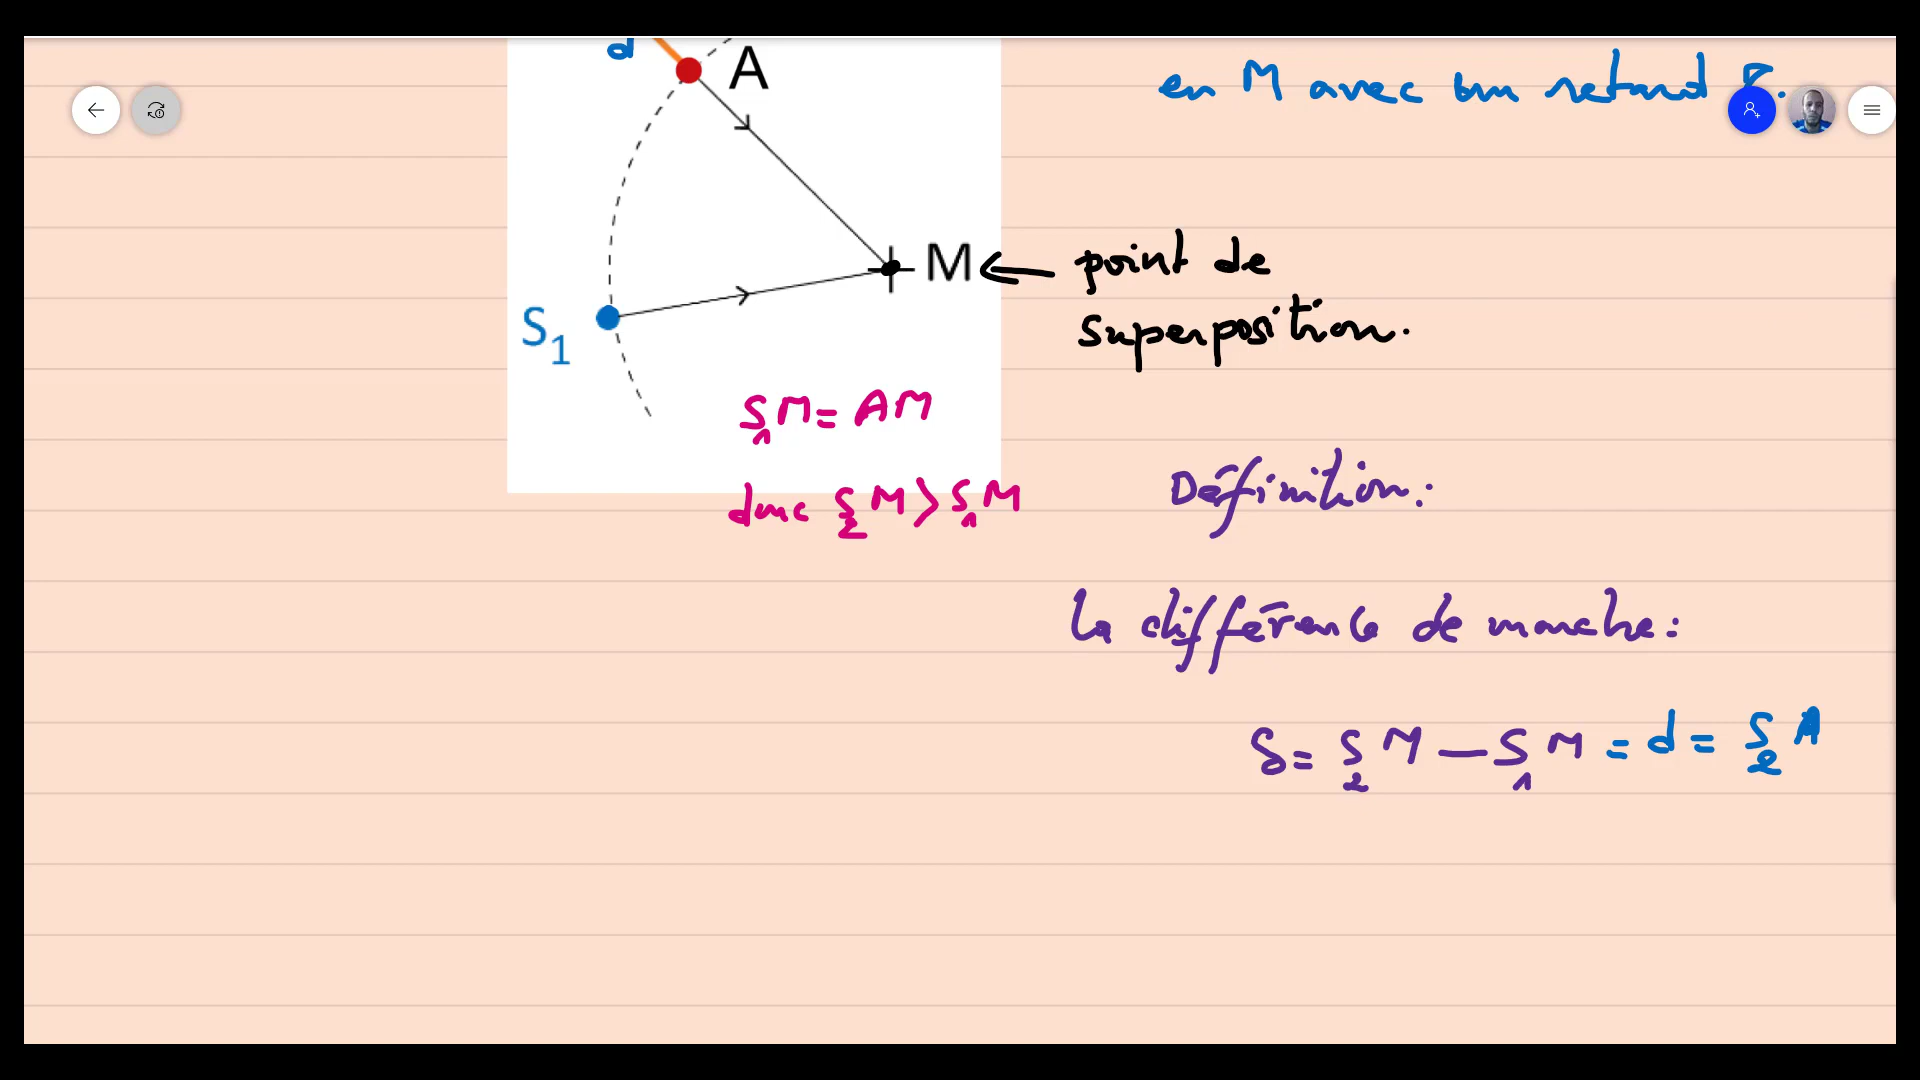 d
A
en M avec un retard
M
point de
superposition.
S1
S1M = AM
donc S2M > S1M
Définition:
la différence de marche:
δ = S2M - S1M = d = S2A